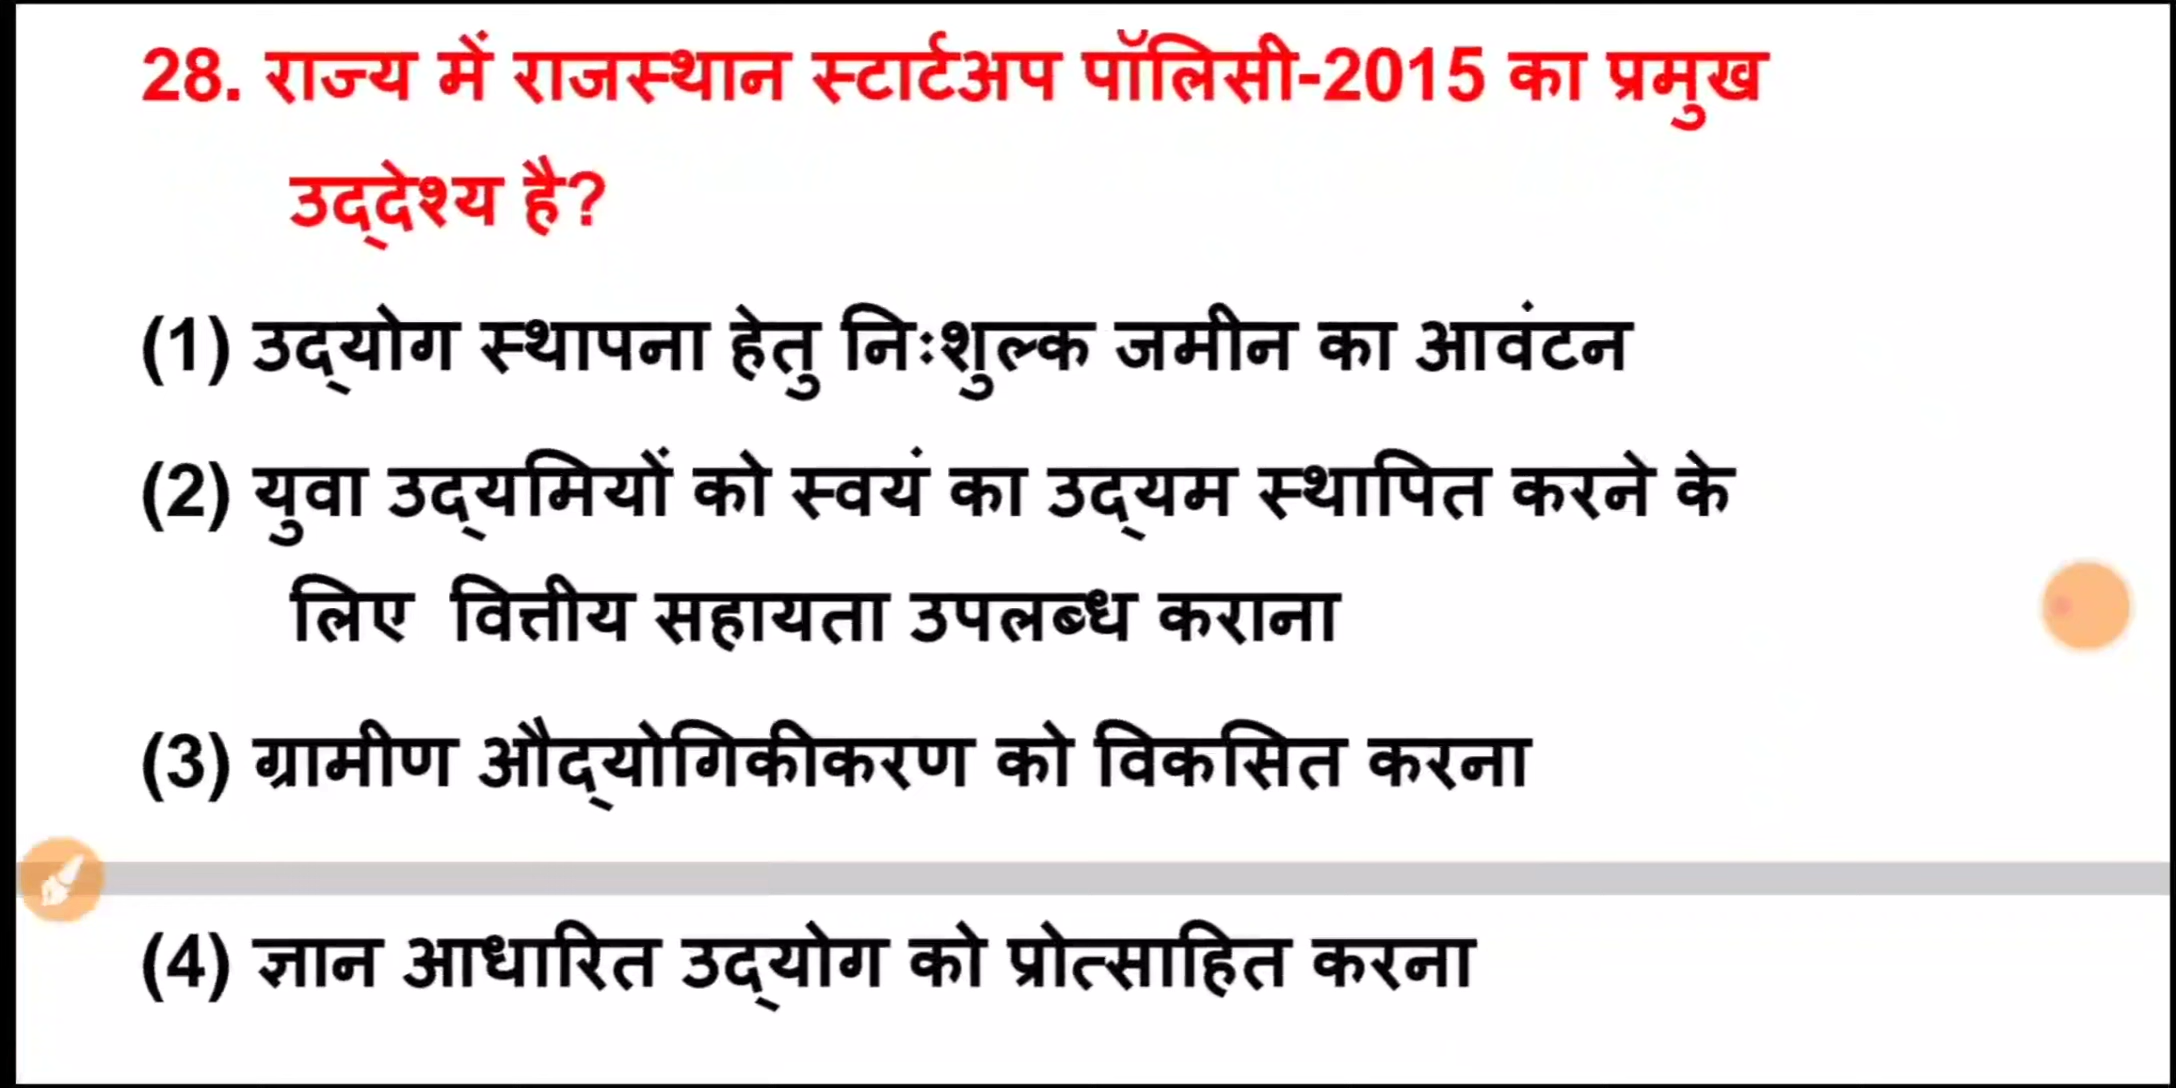 28. राज्य में राजस्थान स्टार्टअप पॉलिसी-2015 का प्रमुख
उद्‌देश्य है?
(1) उद्‌योग स्थापना हेतु निःशुल्क जमीन का आवंटन
(2) युवा उद्‌यमियों को स्वयं का उद्‌यम स्थापित करने के
लिए वित्तीय सहायता उपलब्ध कराना
(3) ग्रामीण औद्‌योगिकीकरण को विकसित करना
(4) ज्ञान आधारित उद्‌योग को प्रोत्साहित करना